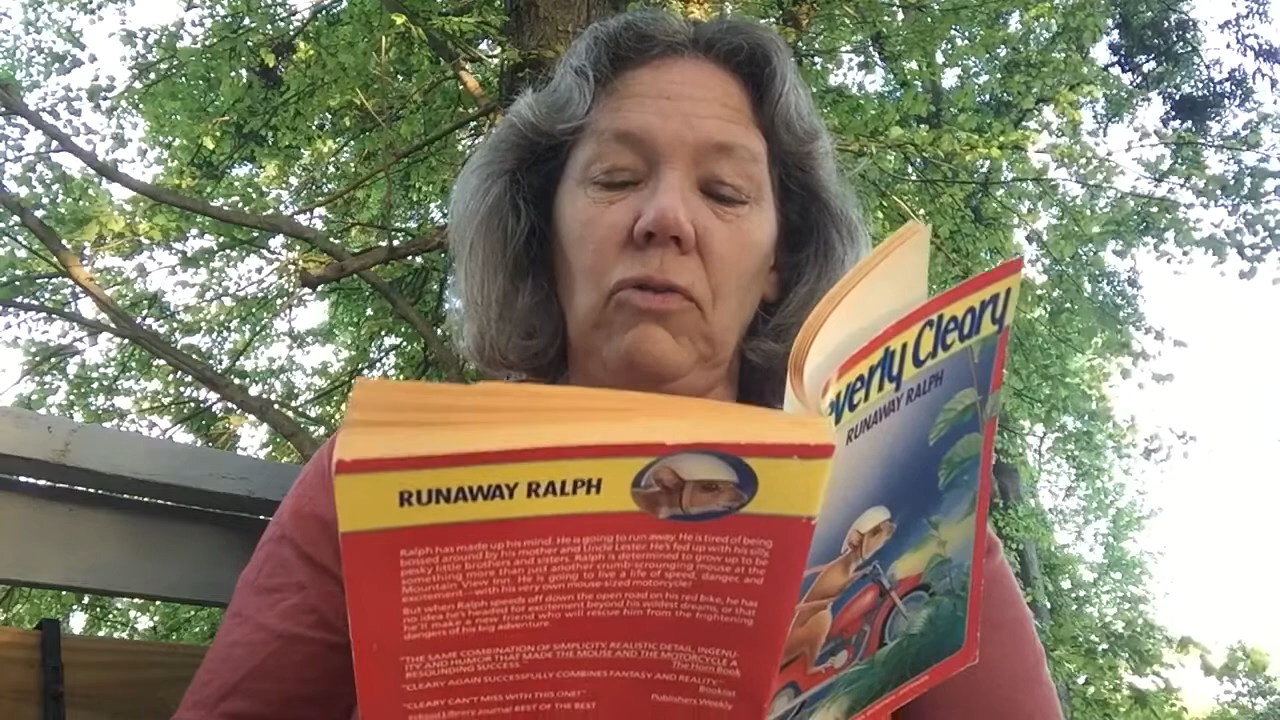 RUNAWAY RALPH
Ralph has made up his mind. He is going to run away. He is tired of being
bossed around by his mother and Uncle Lester. He's fed up with his silly,
pesky little brothers and sisters. Ralph is determined to grow up to be
something more than just another crumb-scrounging mouse at the
Mountain View Inn. He is going to live a life of speed, danger, and
excitement—with his very own mouse-sized motorcycle!
But when Ralph speeds off down the open road on his red bike, he has
no idea he's headed for excitement beyond his wildest dreams, or that
he'll make a new friend who will rescue him from the frightening
dangers of his big adventure.
"THE SAME COMBINATION OF SIMPLICITY, REALISTIC DETAIL, INGENU-
ITY, AND HUMOR THAT MADE THE MOUSE AND THE MOTORCYCLE A
RESOUNDING SUCCESS."
The Horn Book
"CLEARY AGAIN SUCCESSFULLY COMBINES FANTASY AND REALITY."
Booklist
"CLEARY CAN'T MISS WITH THIS ONE!"
Publishers Weekly
School Library Journal BEST OF THE BEST
everly Cleary
RUNAWAY RALPH